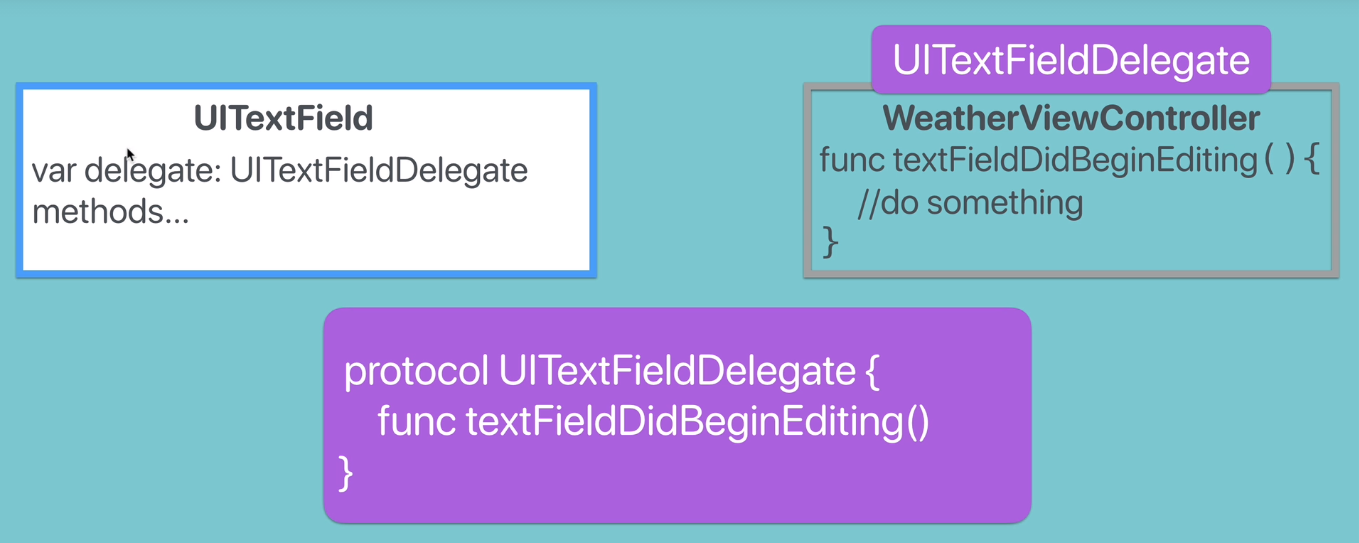 UITextField
var delegate: UITextFieldDelegate
methods...
UITextFieldDelegate
WeatherViewController
func textFieldDidBeginEditing( ){
//do something
}
protocol UITextFieldDelegate {
func textFieldDidBeginEditing()
}